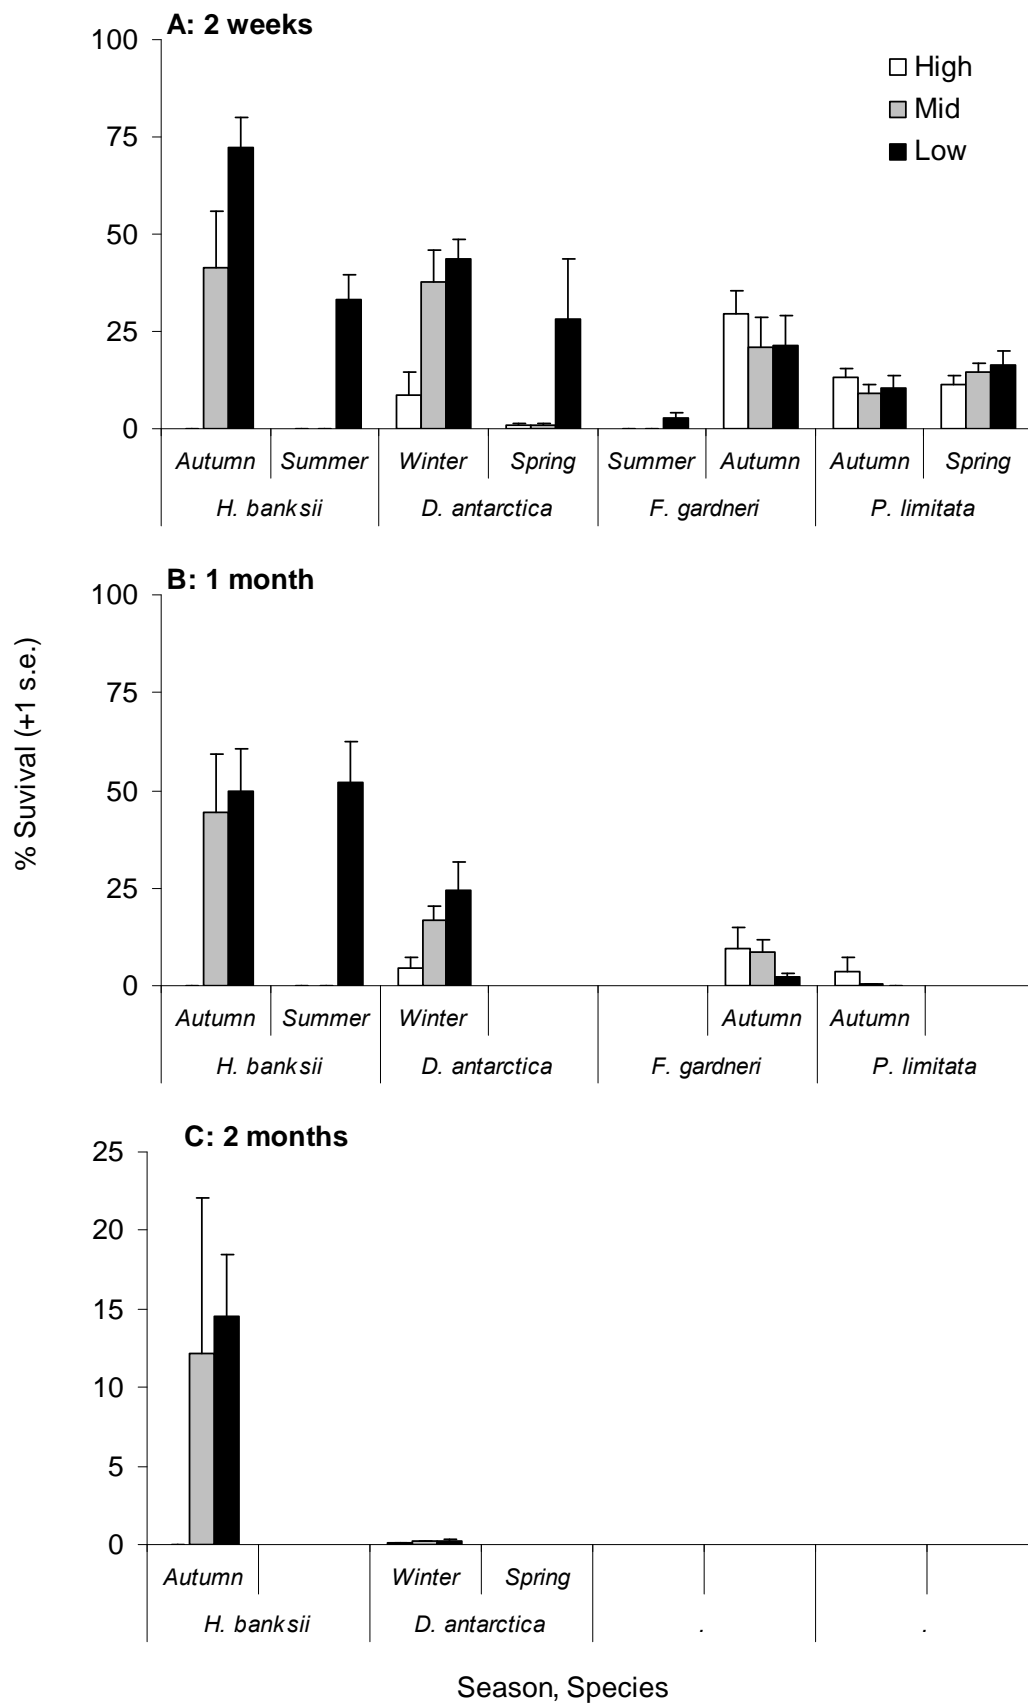 A: 2 weeks
100
75
50
25
0
High
Mid
Low
Autumn Summer Winter Spring Summer Autumn Autumn Spring
H. banksii D. antarctica F. gardneri P. limitata
B: 1 month
100
75
50
25
0
% Suvival (+1 s.e.)
Autumn Summer Winter Autumn Autumn
H. banksii D. antarctica F. gardneri P. limitata
C: 2 months
25
20
15
10
5
0
Autumn Winter Spring
H. banksii D. antarctica . .
Season, Species